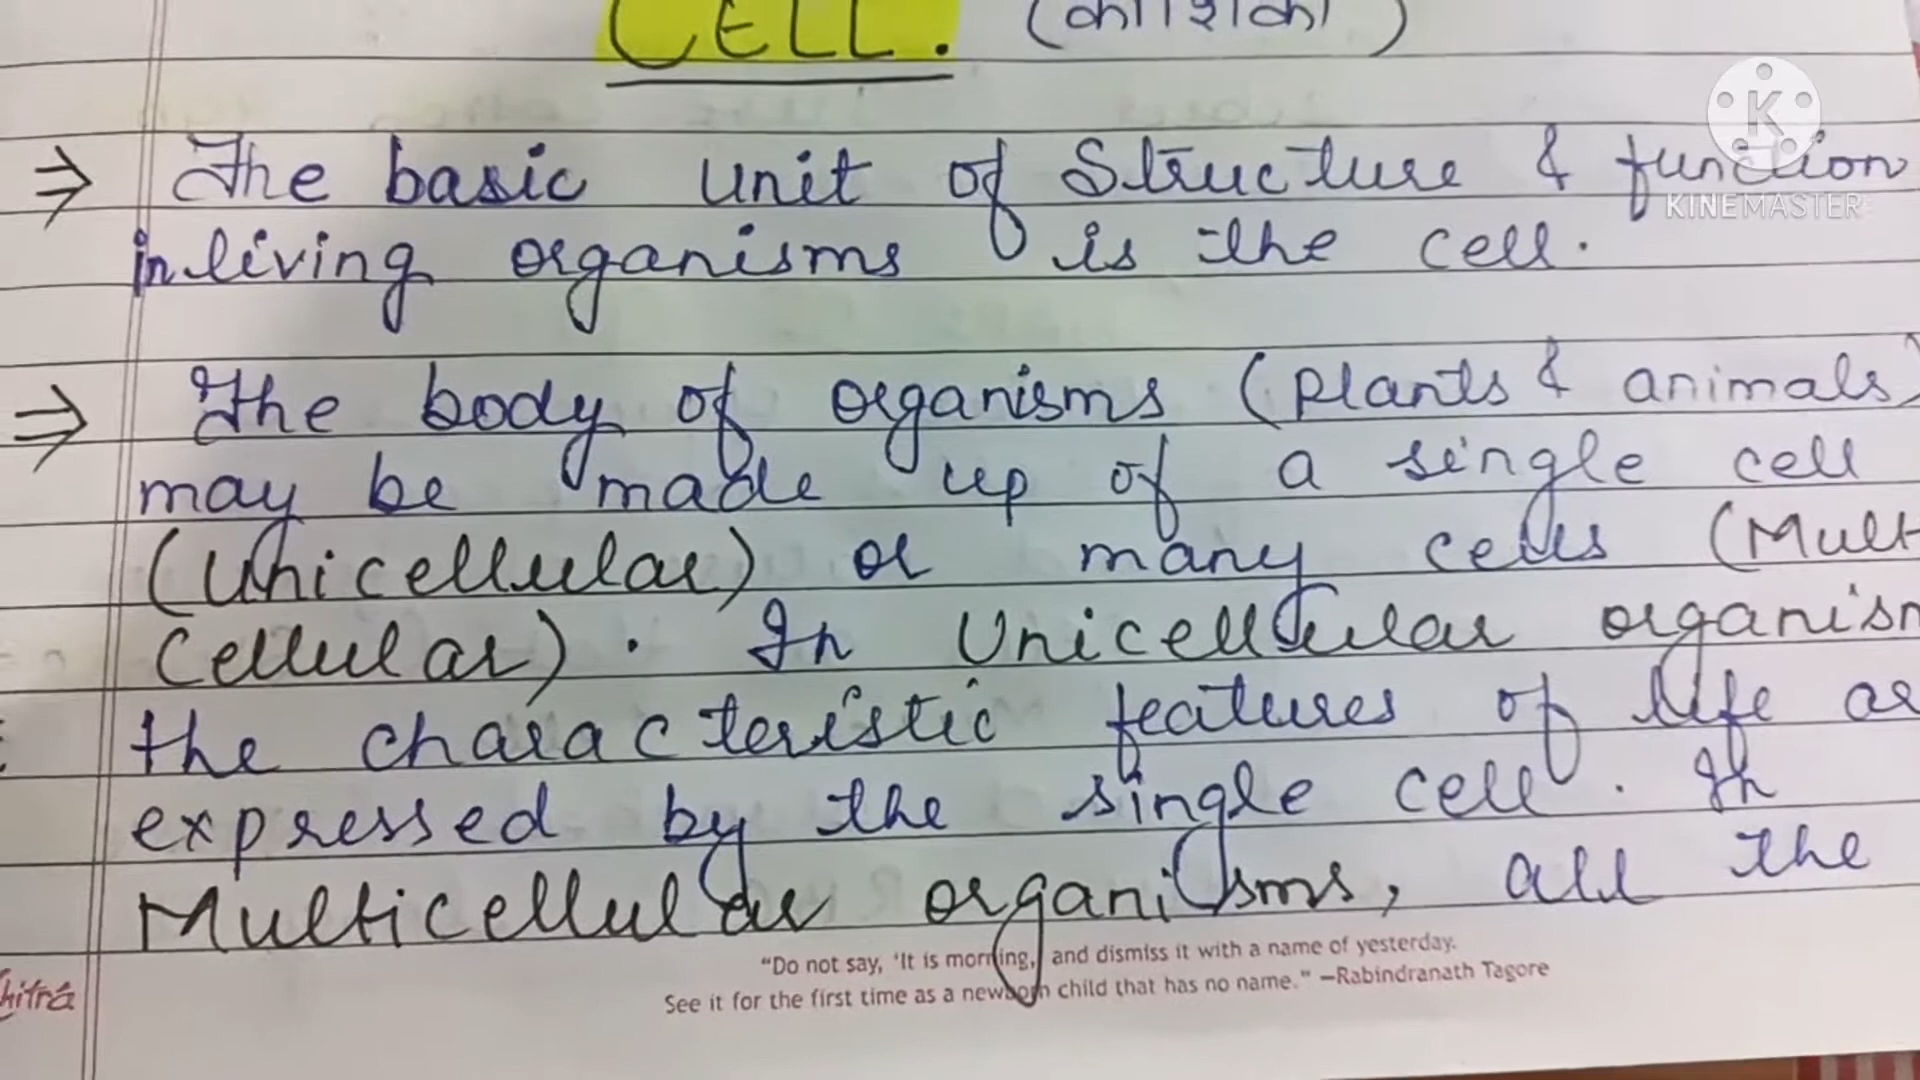 CELL. (कोशिका)
K
⇒ The basic unit of Structure & function
KINEMASTER
in living organisms is the cell.
⇒ The body of organisms (Plants & animals)
may be made up of a single cell
(Unicellular) or many cells (Mult
Cellular). In Unicellular organism
the characteristic features of life ar
expressed by the single cell. In
Multicellular organisms, all the
"Do not say, 'It is morning,' and dismiss it with a name of yesterday.
See it for the first time as a newborn child that has no name." —Rabindranath Tagore
hitra